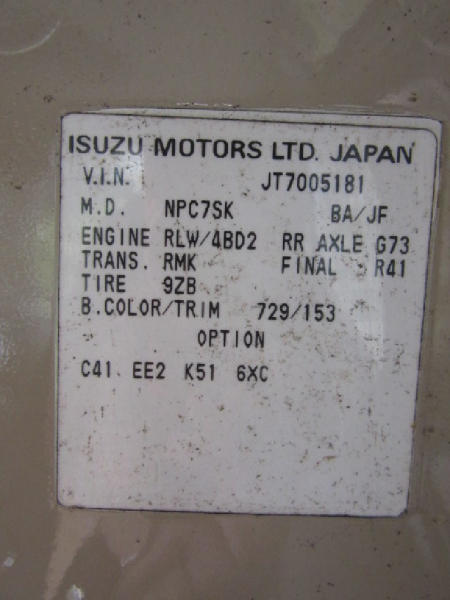 ISUZU MOTORS LTD. JAPAN
V.I.N. JT7005181
M.D. NPC7SK BA/JF
ENGINE RLW/4BD2 RR AXLE G73
TRANS. RMK FINAL R41
TIRE 9ZB
B.COLOR/TRIM 729/153
OPTION
C41 EE2 K51 6XC